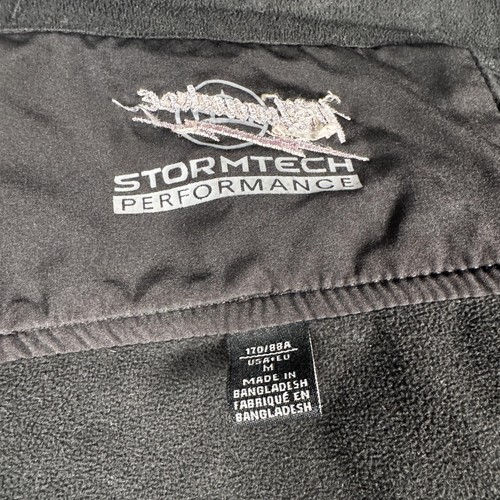 STORMTECH
PERFORMANCE
170/88A
USA•EU
M
MADE IN
BANGLADESH
FABRIQUÉ EN
BANGLADESH